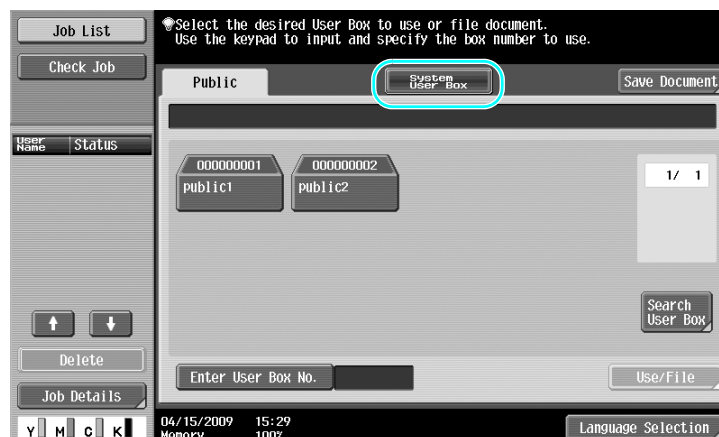 Job List
Check Job
User Name
Status
Delete
Job Details
Y M C K
Select the desired User Box to use or file document.
Use the keypad to input and specify the box number to use.
Public
System
User Box
Save Document
000000001
public1
000000002
public2
1/ 1
Search
User Box
Enter User Box No.
Use/File
04/15/2009 15:29
Memory 100%
Language Selection